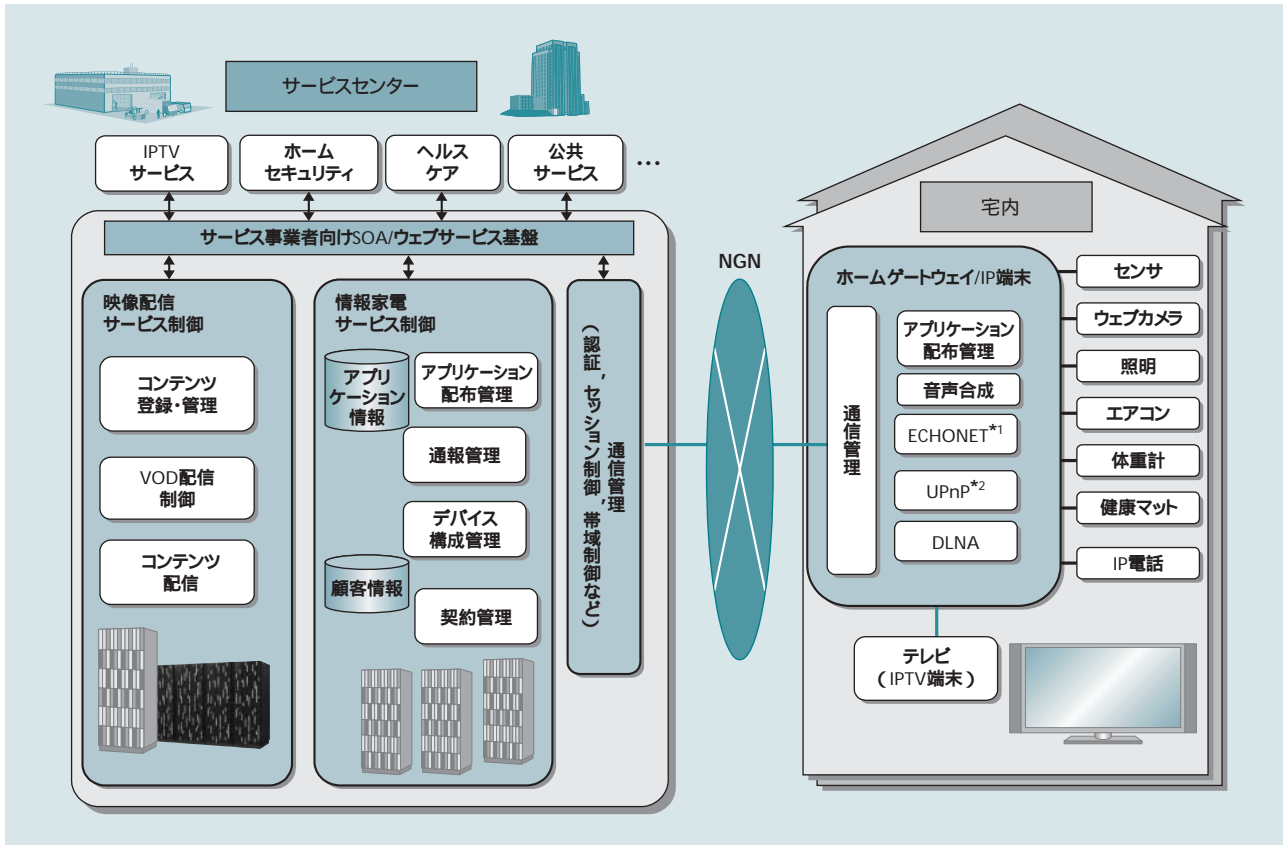 サービスセンター
IPTV
サービス
ホーム
セキュリティ
ヘルス
ケア
公共
サービス
…
サービス事業者向けSOA/ウェブサービス基盤
映像配信
サービス制御
コンテンツ
登録・管理
VOD配信
制御
コンテンツ
配信
情報家電
サービス制御
アプリ
ケーション
情報
アプリケーション
配布管理
通報管理
デバイス
構成管理
顧客情報
契約管理
通信管理
(認証,セッション制御,帯域制御など)
NGN
宅内
ホームゲートウェイ/IP端末
通信管理
アプリケーション
配布管理
音声合成
ECHONET*1
UPnP*2
DLNA
センサ
ウェブカメラ
照明
エアコン
体重計
健康マット
IP電話
テレビ
(IPTV端末)